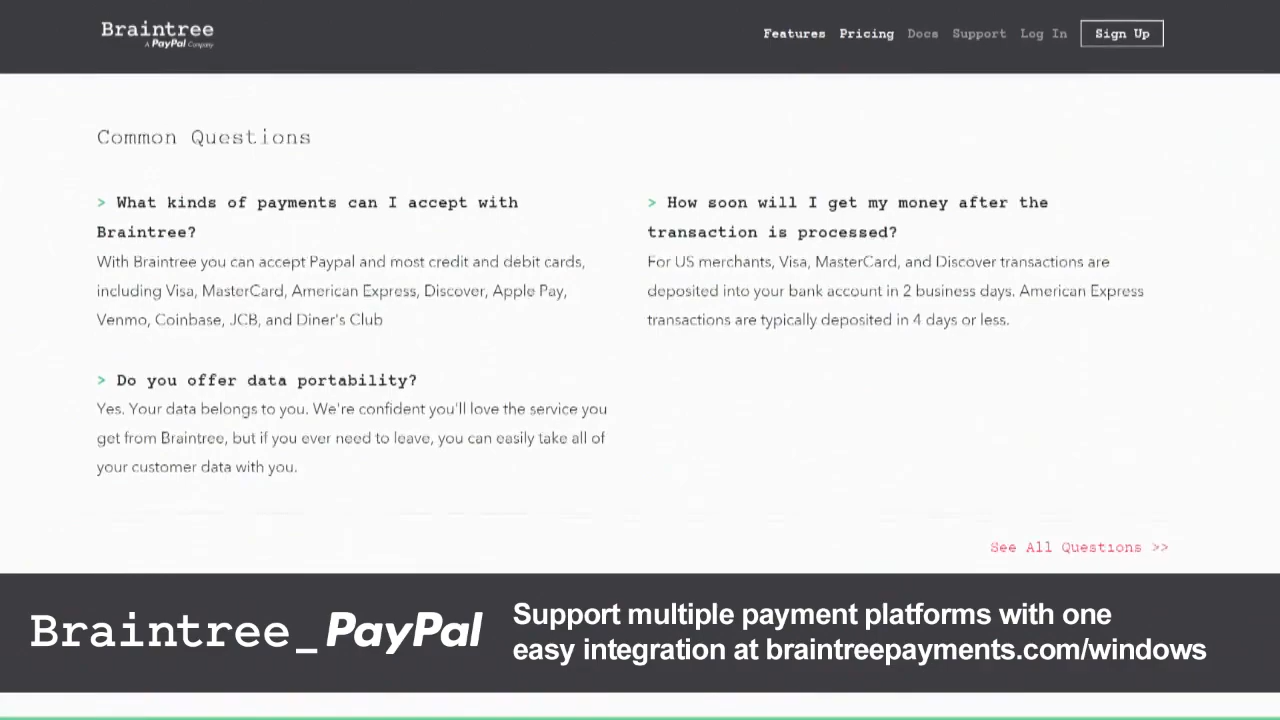 Braintree
A PayPal Company
Features Pricing Docs Support Log In Sign Up
Common Questions
> What kinds of payments can I accept with
Braintree?
With Braintree you can accept Paypal and most credit and debit cards,
including Visa, MasterCard, American Express, Discover, Apple Pay,
Venmo, Coinbase, JCB, and Diner's Club
> How soon will I get my money after the
transaction is processed?
For US merchants, Visa, MasterCard, and Discover transactions are
deposited into your bank account in 2 business days. American Express
transactions are typically deposited in 4 days or less.
> Do you offer data portability?
Yes. Your data belongs to you. We're confident you'll love the service you
get from Braintree, but if you ever need to leave, you can easily take all of
your customer data with you.
See All Questions >>
Braintree_PayPal
Support multiple payment platforms with one
easy integration at braintreepayments.com/windows